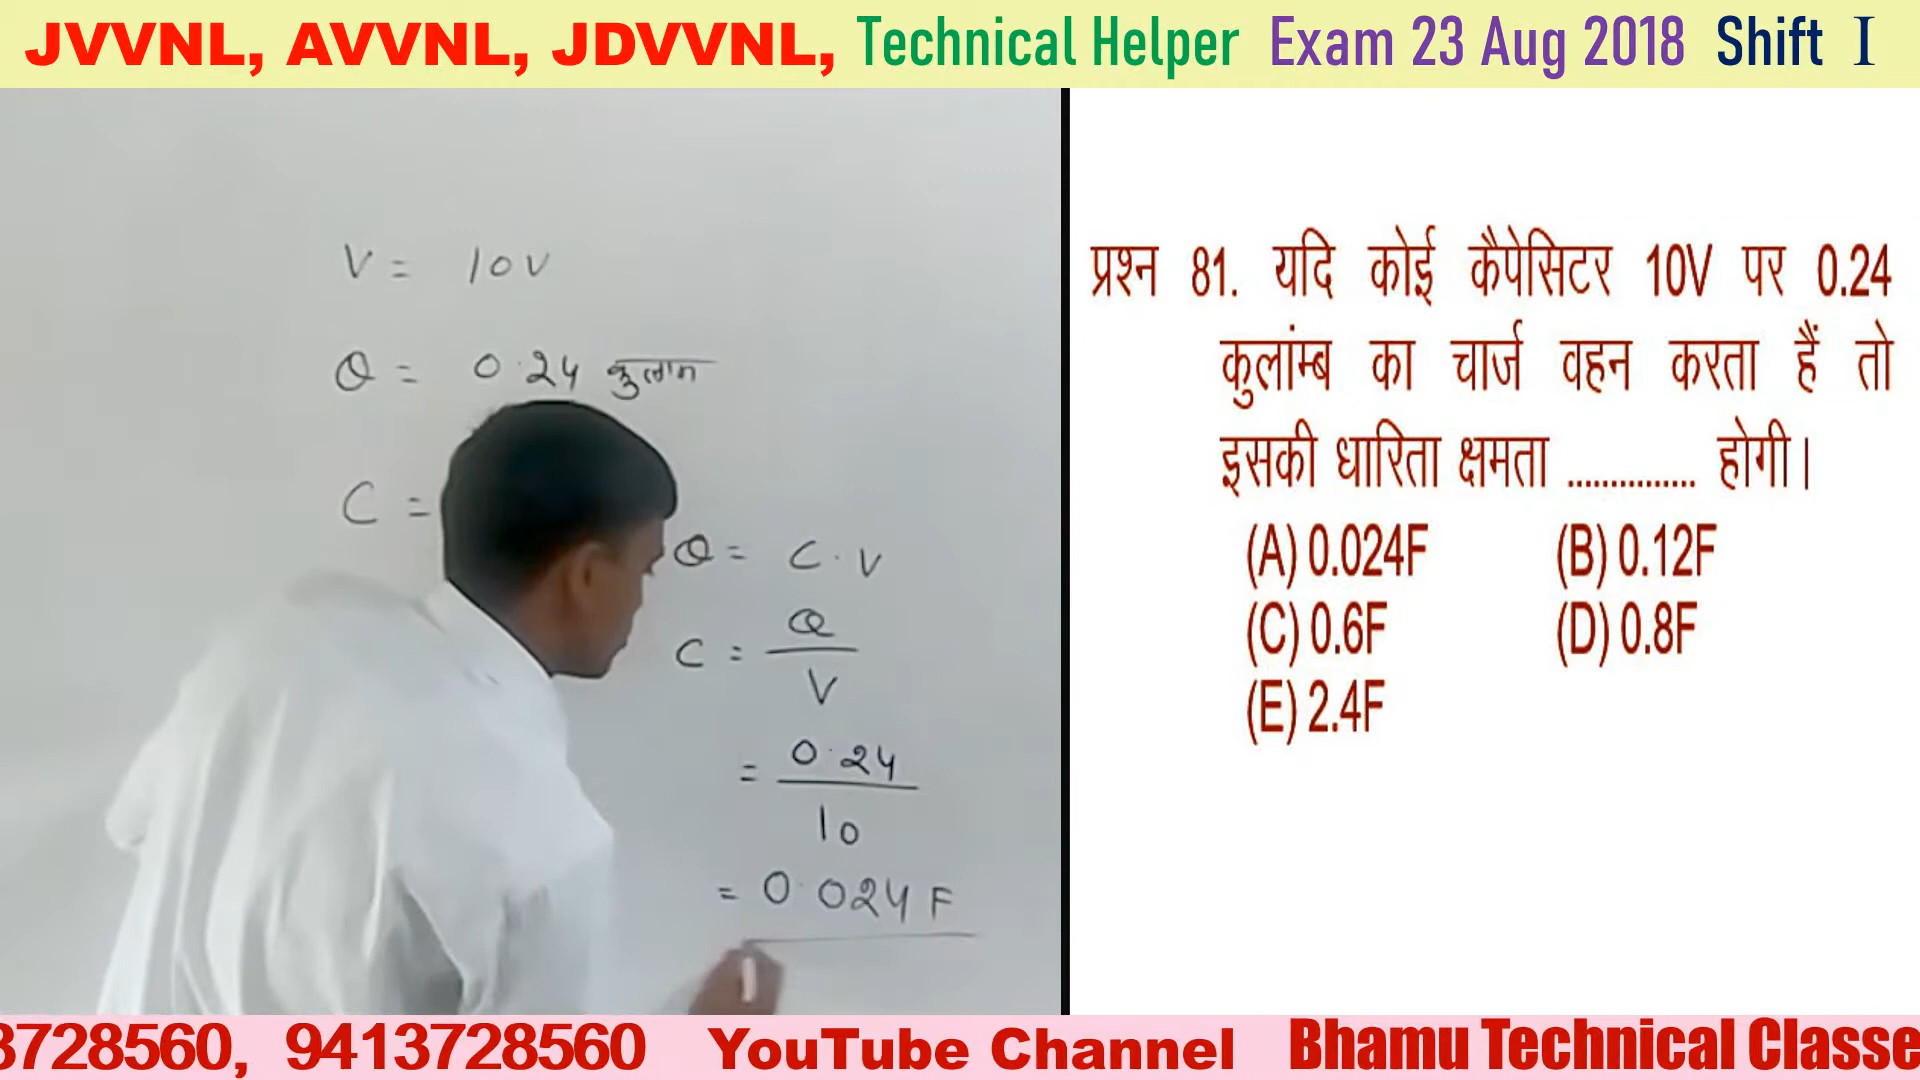 JVVNL, AVVNL, JDVVNL, Technical Helper Exam 23 Aug 2018 Shift I
V = 10V
Q = 0.24 कुलाम
C =
Q = C.V
C = Q/V
= 0.24/10
= 0.024 F
प्रश्न 81. यदि कोई कैपेसिटर 10V पर 0.24
कुलांम्ब का चार्ज वहन करता हैं तो
इसकी धारिता क्षमता ............... होगी।
(A) 0.024F (B) 0.12F
(C) 0.6F (D) 0.8F
(E) 2.4F
3728560, 9413728560 YouTube Channel Bhamu Technical Classe